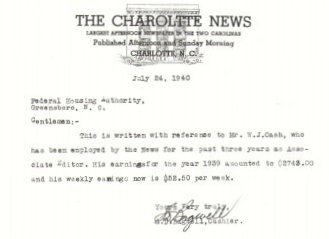 THE CHAROLTTE NEWS
LARGEST AFTERNOON NEWSPAPER IN THE TWO CAROLINAS
Published Afternoon and Sunday Morning
CHARLOTTE, N. C.
July 24, 1940
Federal Housing Authority,
Greensboro, N. C.
Gentlemen:-
This is written with reference to Mr. W.J.Cash, who
has been employed by the News for the past three years as Asso-
ciate Editor. His earnings for the year 1939 amounted to $2743.00
and his weekly earning now is $52.50 per week.
Yours Very truly,
Cashier.